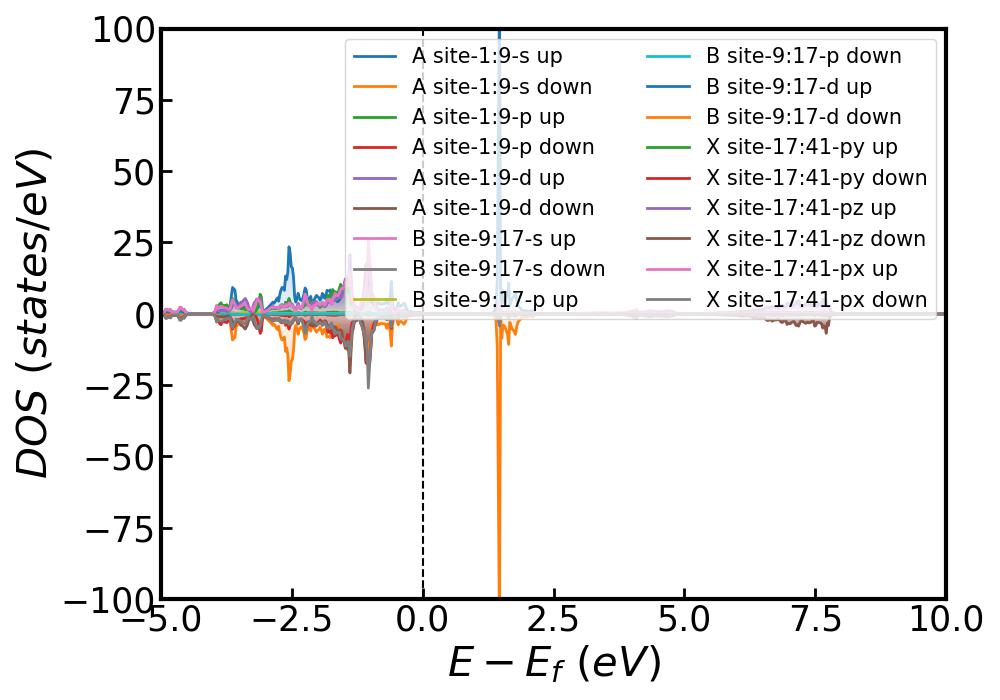 100
75
50
25
0
−25
−50
−75
−100
DOS (states/eV)
A site-1:9-s up
A site-1:9-s down
A site-1:9-p up
A site-1:9-p down
A site-1:9-d up
A site-1:9-d down
B site-9:17-s up
B site-9:17-s down
B site-9:17-p up
B site-9:17-p down
B site-9:17-d up
B site-9:17-d down
X site-17:41-py up
X site-17:41-py down
X site-17:41-pz up
X site-17:41-pz down
X site-17:41-px up
X site-17:41-px down
−5.0 −2.5 0.0 2.5 5.0 7.5 10.0
E − E_f (eV)